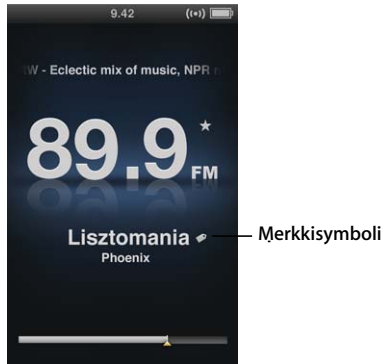 9.42
W - Eclectic mix of music, NPR
89.9 FM
Lisztomania
Merkkisymboli
Phoenix